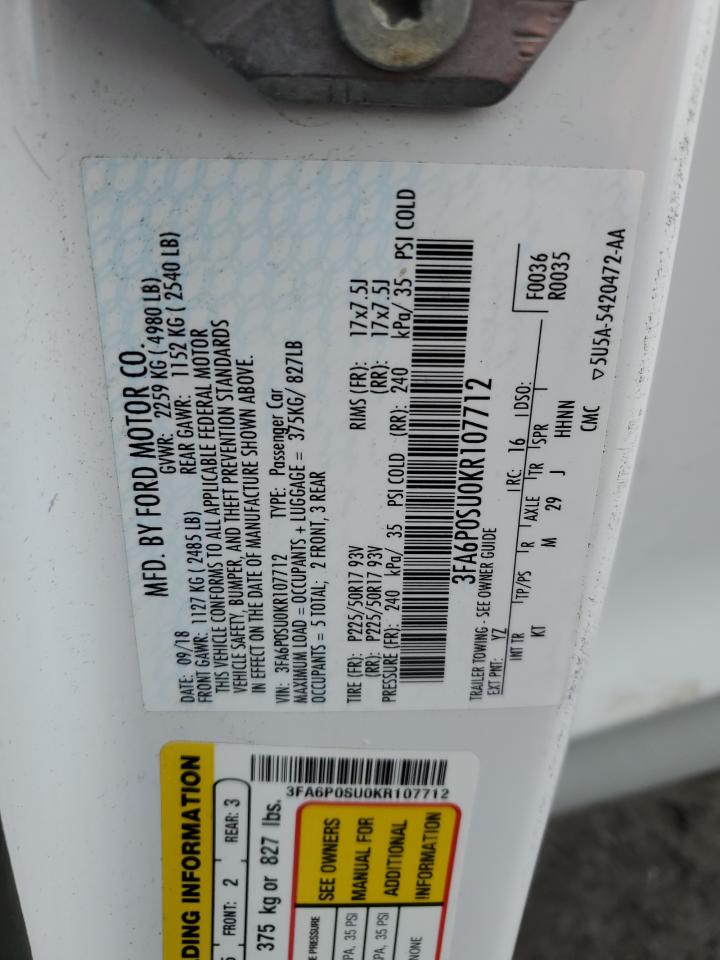 MFD. BY FORD MOTOR CO.
DATE: 09/18 GVWR: 2259 KG ( 4980 LB)
FRONT GAWR: 1127 KG ( 2485 LB) REAR GAWR: 1152 KG ( 2540 LB)
THIS VEHICLE CONFORMS TO ALL APPLICABLE FEDERAL MOTOR
VEHICLE SAFETY, BUMPER, AND THEFT PREVENTION STANDARDS
IN EFFECT ON THE DATE OF MANUFACTURE SHOWN ABOVE.
VIN: 3FA6P0SU0KR107712 TYPE: Passenger Car
MAXIMUM LOAD = OCCUPANTS + LUGGAGE = 375KG/ 827LB
OCCUPANTS = 5 TOTAL; 2 FRONT, 3 REAR
TIRE (FR): P225/50R17 93V RIMS (FR): 17x7.5J
(RR): P225/50R17 93V (RR): 17x7.5J
PRESSURE (FR): 240 kPa/ 35 PSI COLD (RR): 240 kPa/ 35 PSI COLD
3FA6P0SU0KR107712
TRAILER TOWING - SEE OWNER GUIDE
EXT PNT: YZ RC: 16 DSO: F0036
R0035
INT TR TP/PS R AXLE TR SPR
KT M 29 J HHNN
CMC ▽5U5A-5420472-AA
DING INFORMATION
FRONT: 2 REAR: 3
375 kg or 827 lbs.
3FA6P0SU0KR107712
SEE OWNERS
MANUAL FOR
ADDITIONAL
INFORMATION
E PRESSURE
PA, 35 PSI
PA, 35 PSI
NONE